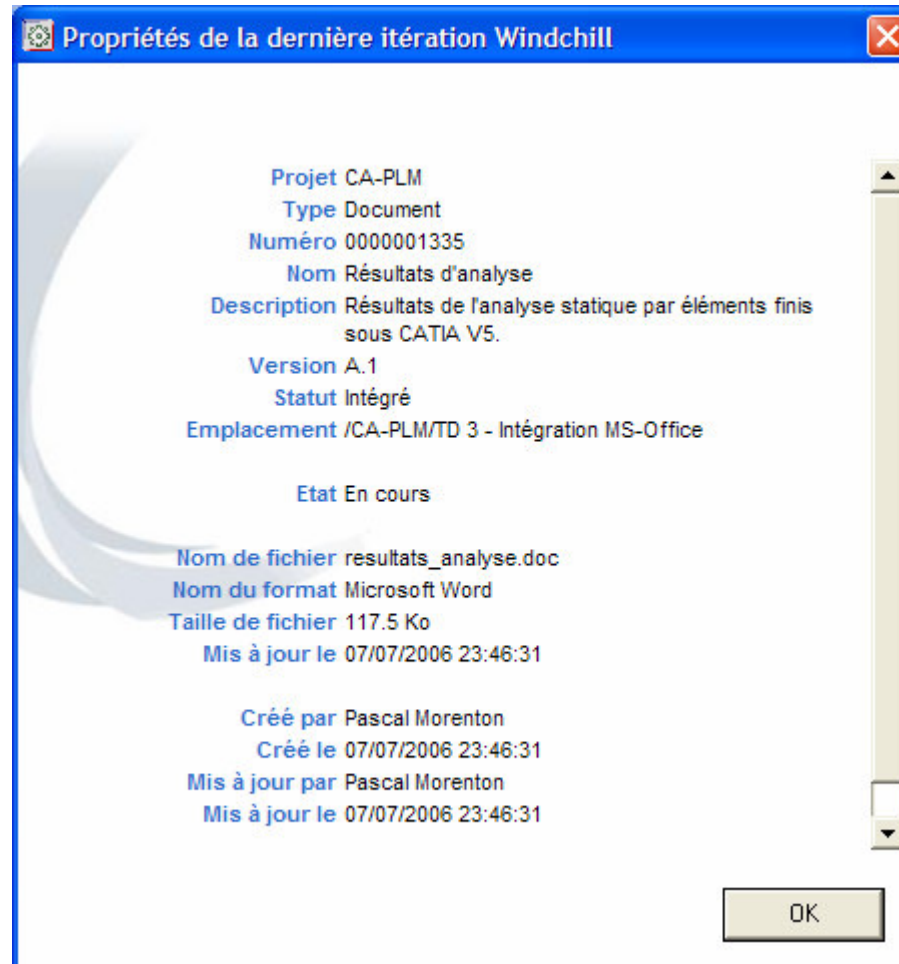 Propriétés de la dernière itération Windchill
Projet CA-PLM
Type Document
Numéro 0000001335
Nom Résultats d'analyse
Description Résultats de l'analyse statique par éléments finis
sous CATIA V5.
Version A.1
Statut Intégré
Emplacement /CA-PLM/TD 3 - Intégration MS-Office
Etat En cours
Nom de fichier resultats_analyse.doc
Nom du format Microsoft Word
Taille de fichier 117.5 Ko
Mis à jour le 07/07/2006 23:46:31
Créé par Pascal Morenton
Créé le 07/07/2006 23:46:31
Mis à jour par Pascal Morenton
Mis à jour le 07/07/2006 23:46:31
OK